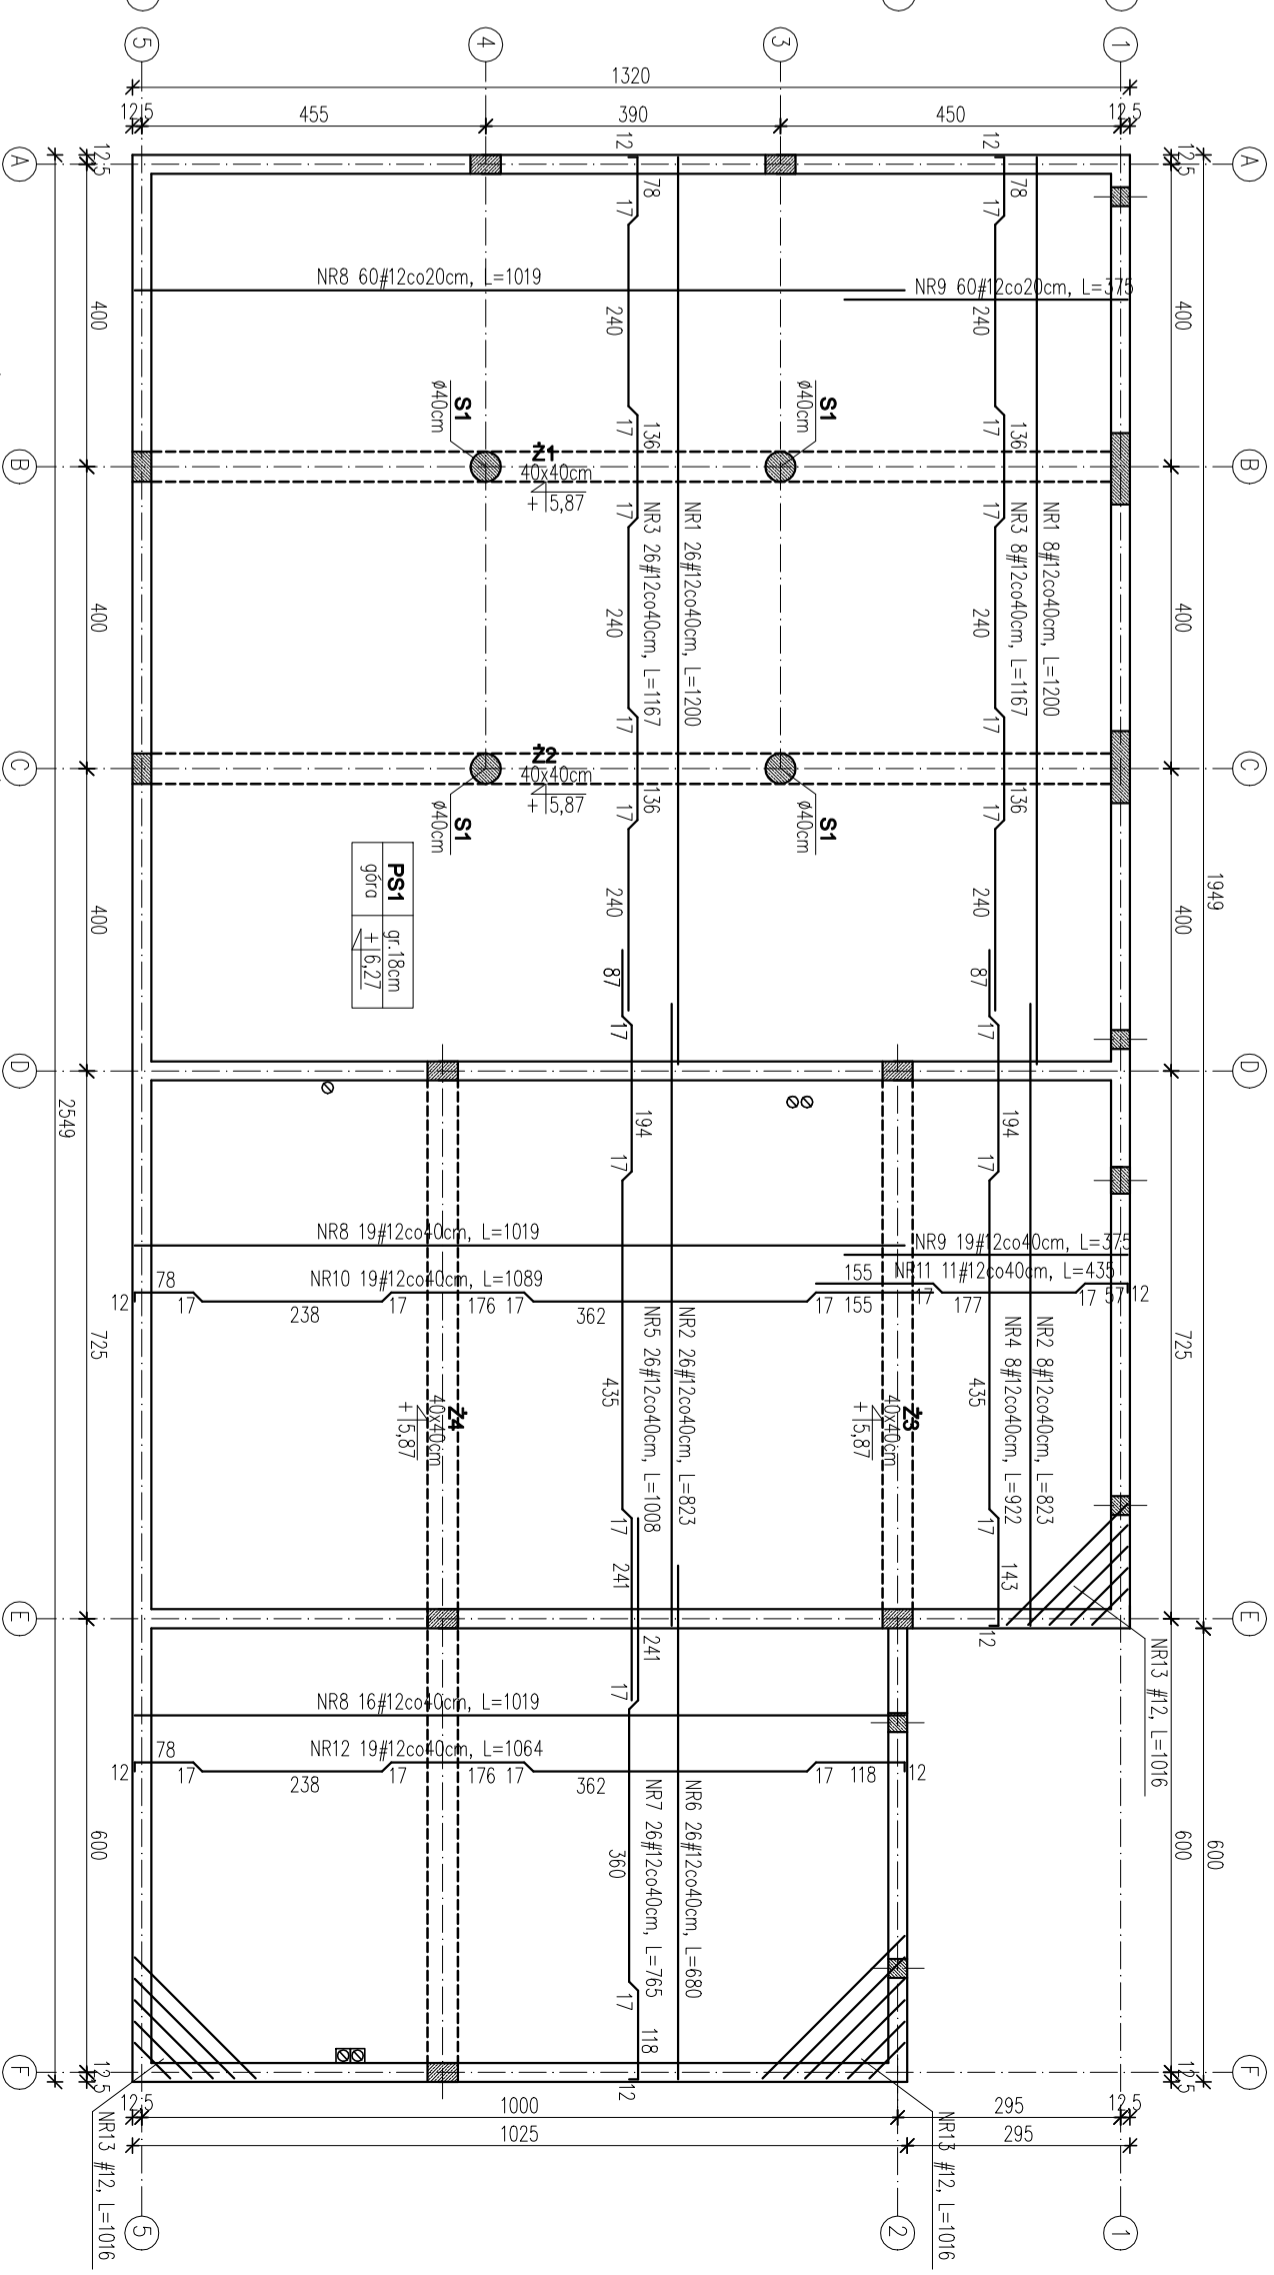 5
4
3
1
1320
12,5
455
390
450
12,5
A
12,5
12
78
17
12
78
17
12,5
A
NR8 60#12co20cm, L=1019
NR9 60#12co20cm, L=375
400
240
240
400
S1
ø40cm
S1
ø40cm
17
136
17
136
B
Ż1
40x40cm
+5,87
B
17
NR3 26#12co40cm, L=1167
NR1 26#12co40cm, L=1200
17
NR3 8#12co40cm, L=1167
NR1 8#12co40cm, L=1200
400
240
240
400
17
17
C
Ż2
40x40cm
+5,87
C
136
17
136
17
S1
ø40cm
S1
ø40cm
PS1
góra
gr.18cm
+6,27
400
240
240
400
1949
87
17
87
17
D
D
2549
194
17
194
17
NR8 19#12co40cm, L=1019
NR9 19#12co40cm, L=375
NR10 19#12co40cm, L=1089
155
NR11 11#12co40cm, L=435
12
78
17
238
17
176
17
362
17
155
17
177
17
57
12
725
NR5 26#12co40cm, L=1008
NR2 26#12co40cm, L=823
NR4 8#12co40cm, L=922
NR2 8#12co40cm, L=823
725
435
435
Ż4
40x40cm
+5,87
Ż3
40x40cm
+5,87
17
241
17
143
E
12
E
NR13 #12, L=1016
241
17
NR8 16#12co40cm, L=1019
NR12 19#12co40cm, L=1064
12
78
17
238
17
176
17
362
17
118
12
600
360
NR7 26#12co40cm, L=765
NR6 26#12co40cm, L=680
600
600
17
118
12
F
12,5
12,5
F
12,5
1000
295
12,5
1025
295
NR13 #12, L=1016
NR13 #12, L=1016
5
2
1